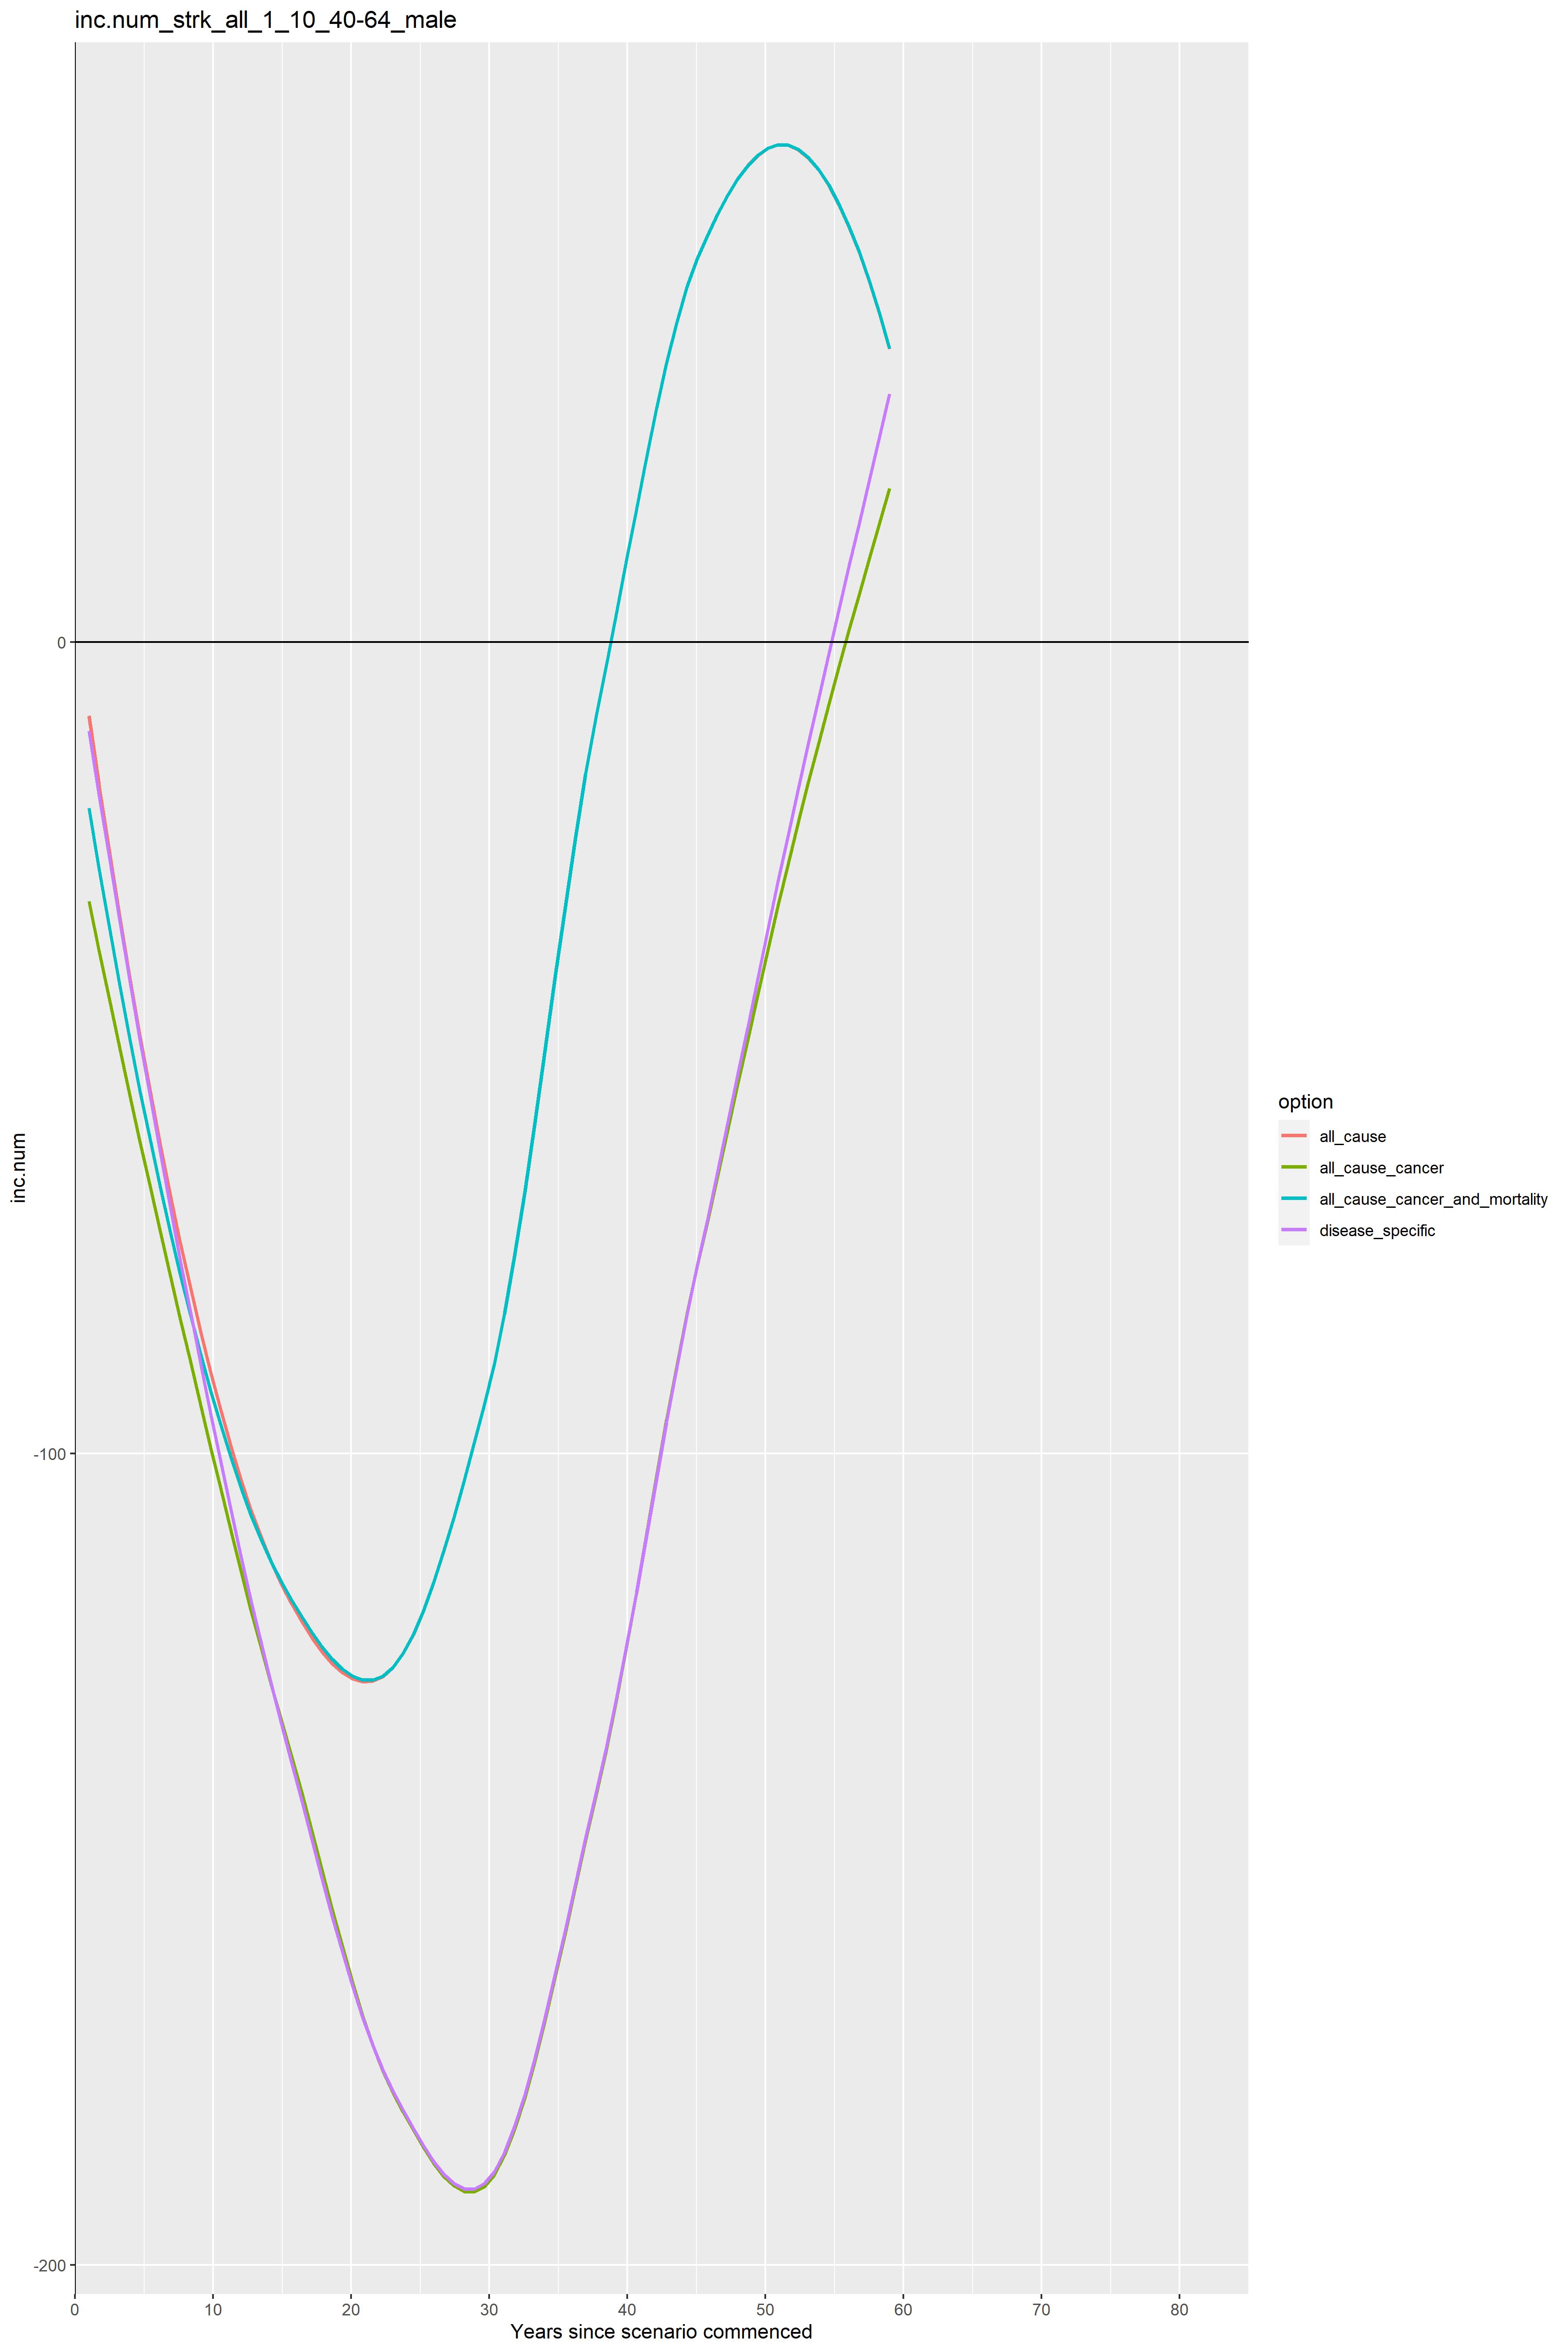 inc.num_strk_all_1_10_40-64_male
0
-100
-200
inc.num
0 10 20 30 40 50 60 70 80
Years since scenario commenced
option
all_cause
all_cause_cancer
all_cause_cancer_and_mortality
disease_specific